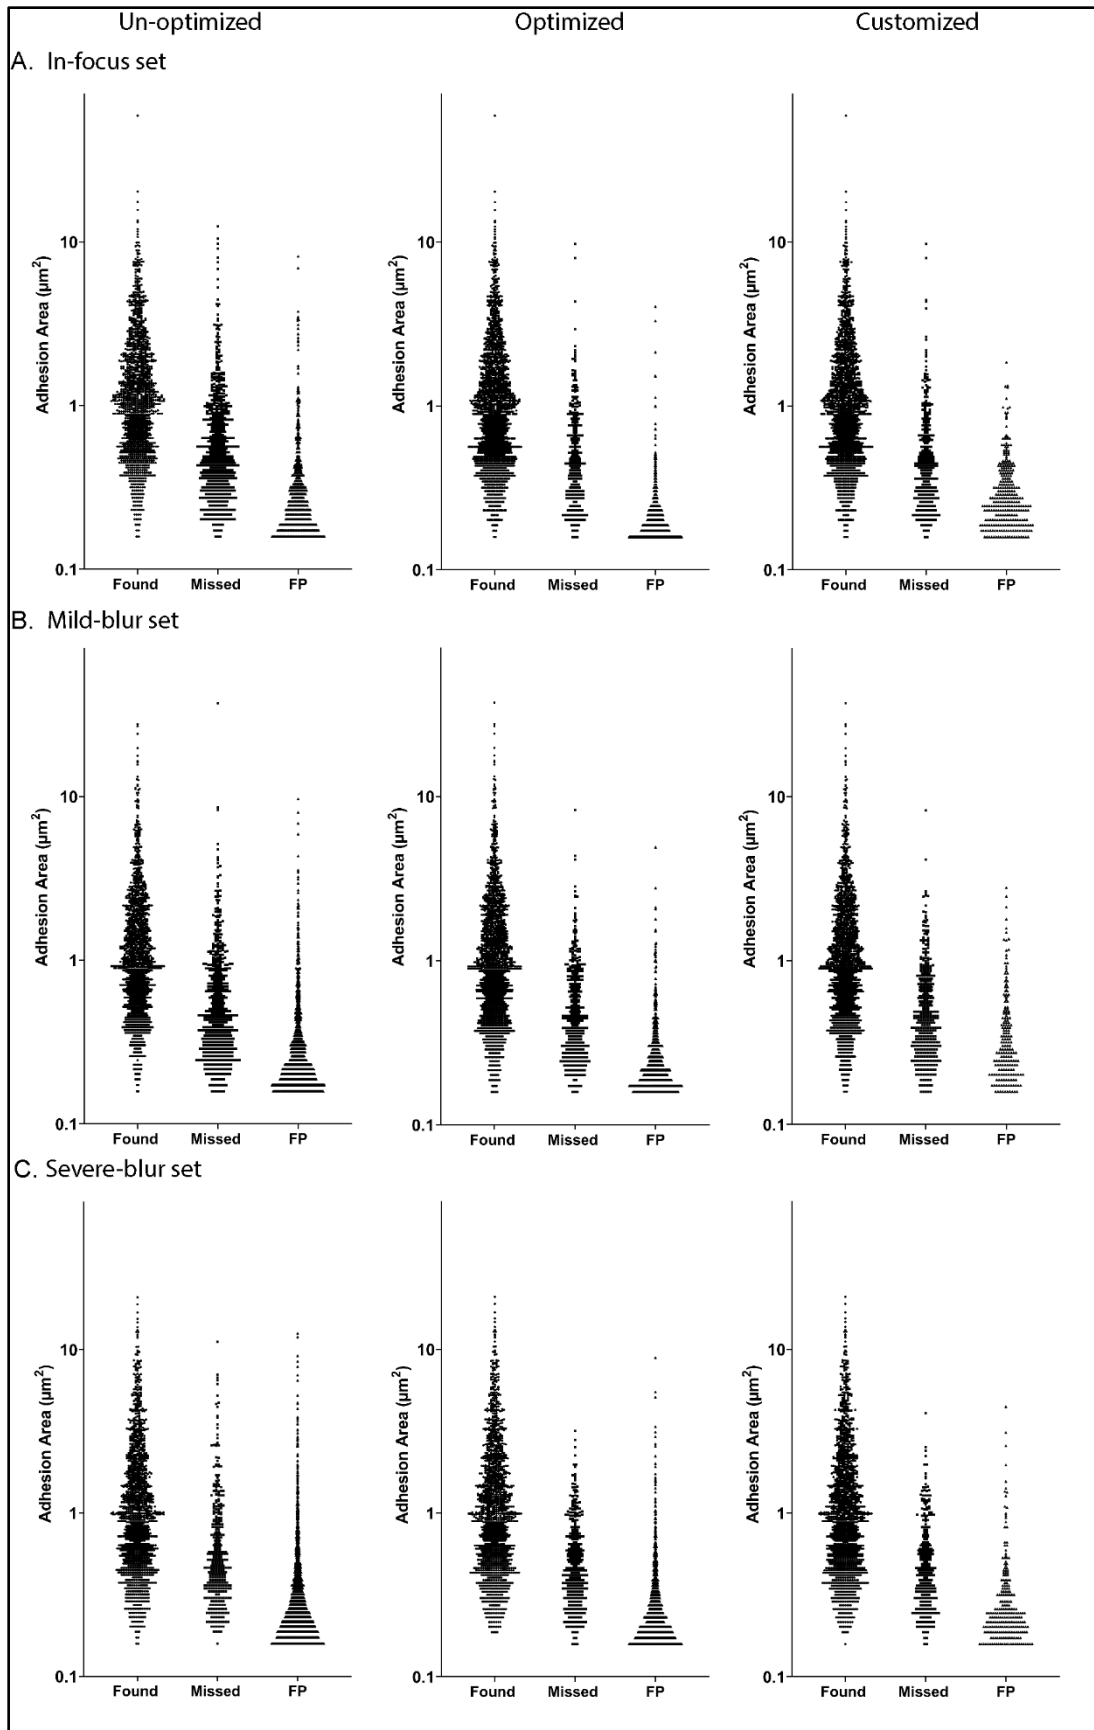 Un-optimized Optimized Customized
A. In-focus set
Adhesion Area (µm²) Adhesion Area (µm²) Adhesion Area (µm²)
10 10 10
1 1 1
0.1 0.1 0.1
Found Missed FP Found Missed FP Found Missed FP
B. Mild-blur set
Adhesion Area (µm²) Adhesion Area (µm²) Adhesion Area (µm²)
10 10 10
1 1 1
0.1 0.1 0.1
Found Missed FP Found Missed FP Found Missed FP
C. Severe-blur set
Adhesion Area (µm²) Adhesion Area (µm²) Adhesion Area (µm²)
10 10 10
1 1 1
0.1 0.1 0.1
Found Missed FP Found Missed FP Found Missed FP